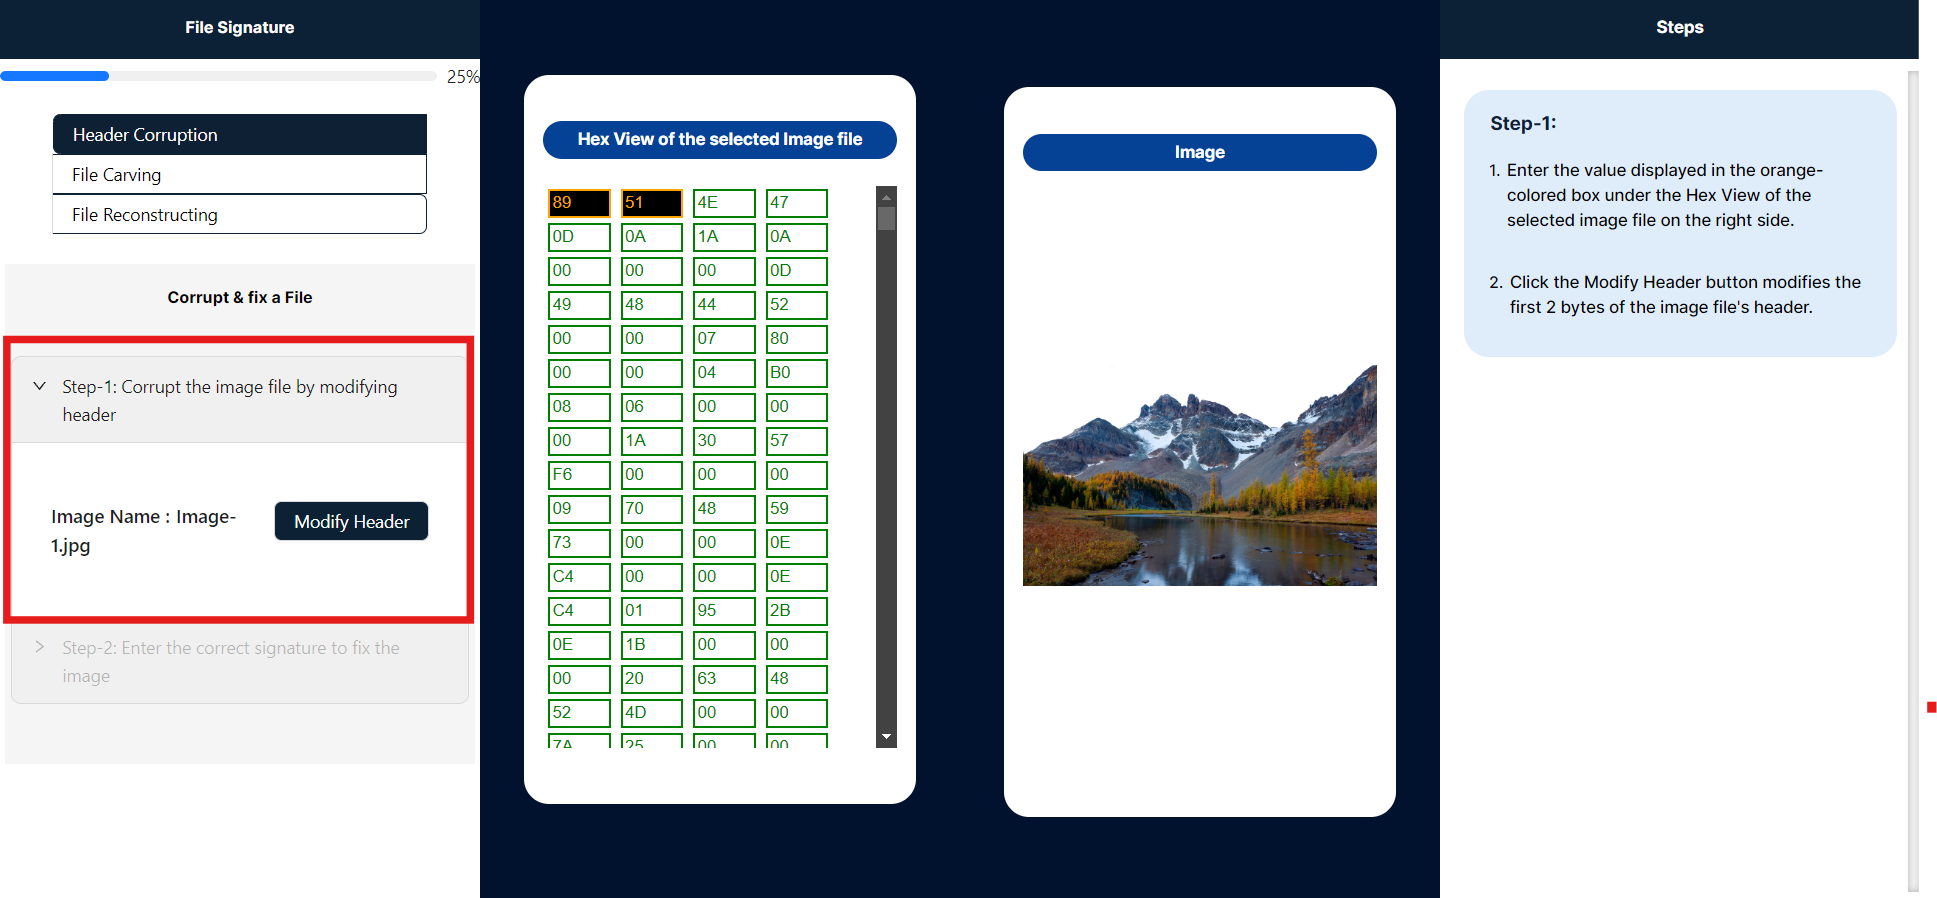 File Signature
25%
Header Corruption
File Carving
File Reconstructing
Corrupt & fix a File
Step-1: Corrupt the image file by modifying
header
Image Name : Image-
1.jpg
Modify Header
Step-2: Enter the correct signature to fix the
image
Hex View of the selected Image file
89 51 4E 47
0D 0A 1A 0A
00 00 00 0D
49 48 44 52
00 00 07 80
00 00 04 B0
08 06 00 00
00 1A 30 57
F6 00 00 00
09 70 48 59
73 00 00 0E
C4 00 00 0E
C4 01 95 2B
0E 1B 00 00
00 20 63 48
52 4D 00 00
7A 25 00 00
Image
Steps
Step-1:
1. Enter the value displayed in the orange-
colored box under the Hex View of the
selected image file on the right side.
2. Click the Modify Header button modifies the
first 2 bytes of the image file's header.